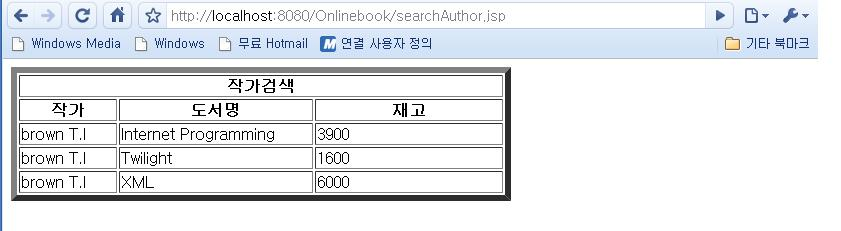 http://localhost:8080/Onlinebook/searchAuthor.jsp
Windows Media Windows 무료 Hotmail 연결 사용자 정의 기타 북마크
작가검색
작가 도서명 재고
brown T.I Internet Programming 3900
brown T.I Twilight 1600
brown T.I XML 6000